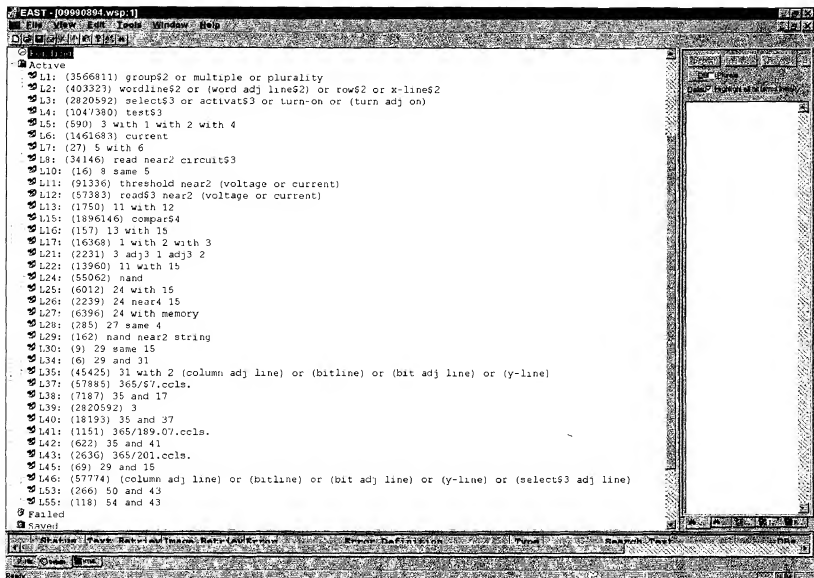 EAST - [09990894.wsp:1]
File View Edit Tools Window Help
Pending
Active
L1: (3566811) group$2 or multiple or plurality
L2: (403323) wordline$2 or (word adj line$2) or row$2 or x-line$2
L3: (2820592) select$3 or activat$3 or turn-on or (turn adj on)
L4: (1047380) test$3
L5: (590) 3 with 1 with 2 with 4
L6: (1461683) current
L7: (27) 5 with 6
L8: (34146) read near2 circuit$3
L10: (16) 8 same 5
L11: (91336) threshold near2 (voltage or current)
L12: (57383) read$3 near2 (voltage or current)
L13: (1750) 11 with 12
L15: (1896146) compar$4
L16: (157) 13 with 15
L17: (16368) 1 with 2 with 3
L21: (2231) 3 adj3 1 adj3 2
L22: (13960) 11 with 15
L24: (55062) nand
L25: (6012) 24 with 15
L26: (2239) 24 near4 15
L27: (6396) 24 with memory
L28: (285) 27 same 4
L29: (162) nand near2 string
L30: (9) 29 same 15
L34: (6) 29 and 31
L35: (45425) 31 with 2 (column adj line) or (bitline) or (bit adj line) or (y-line)
L37: (57885) 365/$7.ccls.
L38: (7187) 35 and 17
L39: (2820592) 3
L40: (18193) 35 and 37
L41: (1151) 365/189.07.ccls.
L42: (622) 35 and 41
L43: (2636) 365/201.ccls.
L45: (69) 29 and 15
L46: (57774) (column adj line) or (bitline) or (bit adj line) or (y-line) or (select$3 adj line)
L53: (266) 50 and 43
L55: (118) 54 and 43
Failed
Saved
Error Definition
Ready